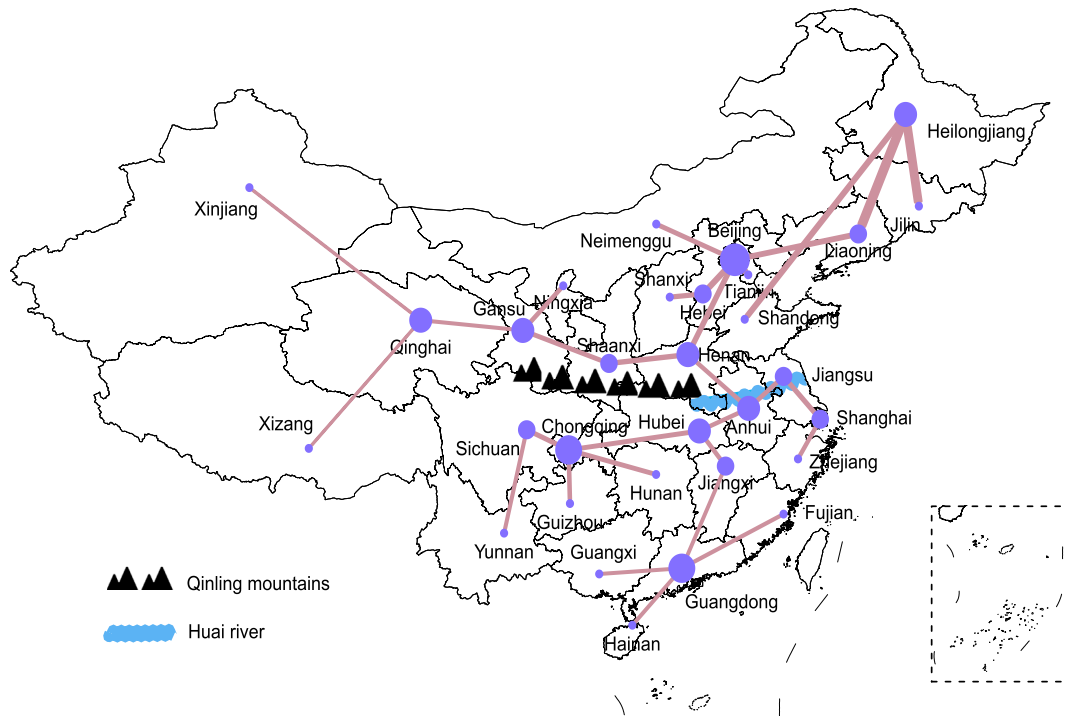 Heilongjiang
Xinjiang
Jilin
Beijing
Neimenggu
Liaoning
Shanxi
Tianjin
Ningxia
Gansu
Hebei
Shandong
Qinghai
Shaanxi
Henan
Jiangsu
Xizang
Chongqing
Hubei
Anhui
Shanghai
Sichuan
Zhejiang
Jiangxi
Hunan
Fujian
Guizhou
Yunnan
Guangxi
Qinling mountains
Guangdong
Huai river
Hainan